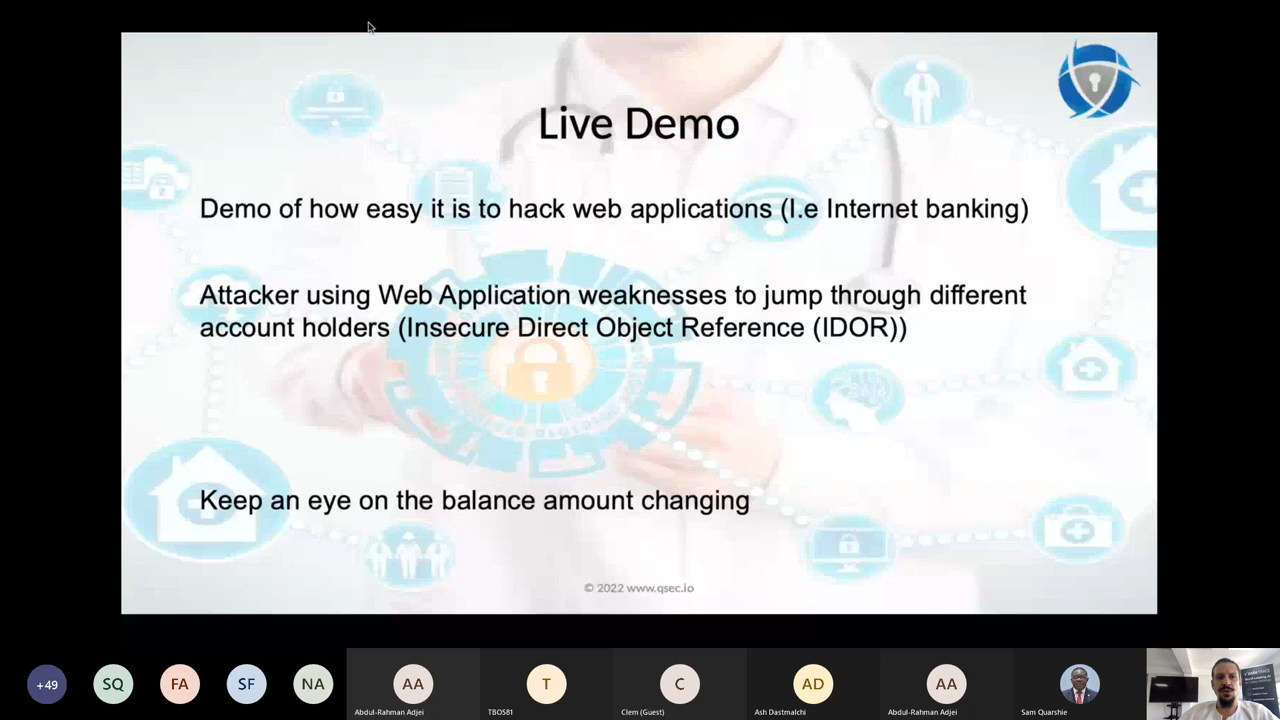 Live Demo
Demo of how easy it is to hack web applications (I.e Internet banking)
Attacker using Web Application weaknesses to jump through different
account holders (Insecure Direct Object Reference (IDOR))
Keep an eye on the balance amount changing
© 2022 www.qsec.io
+49
SQ
FA
SF
NA
AA
T
C
AD
AA
Abdul-Rahman Adjei
TBOS81
Clem (Guest)
Ash Dastmalchi
Abdul-Rahman Adjei
Sam Quarshie